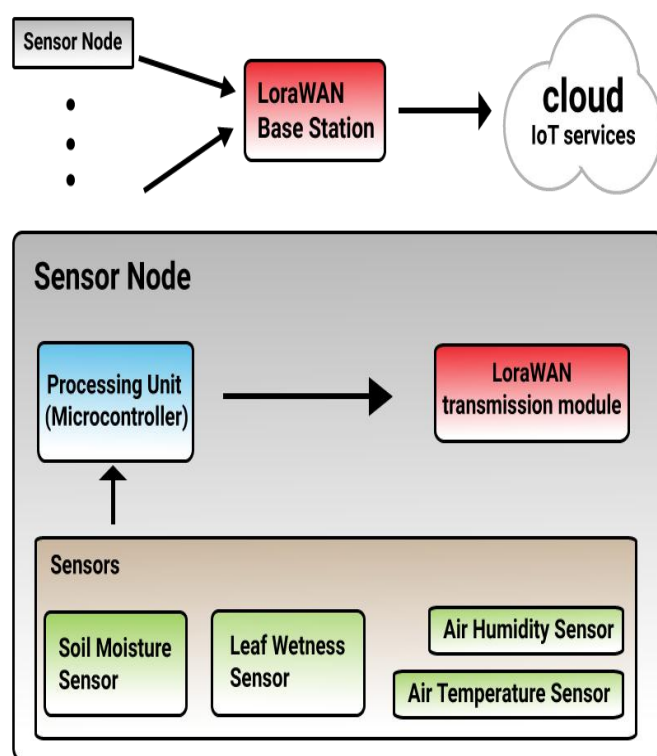 Sensor Node
LoraWAN
Base Station
cloud
IoT services
Sensor Node
Processing Unit
(Microcontroller)
LoraWAN
transmission module
Sensors
Soil Moisture
Sensor
Leaf Wetness
Sensor
Air Humidity Sensor
Air Temperature Sensor